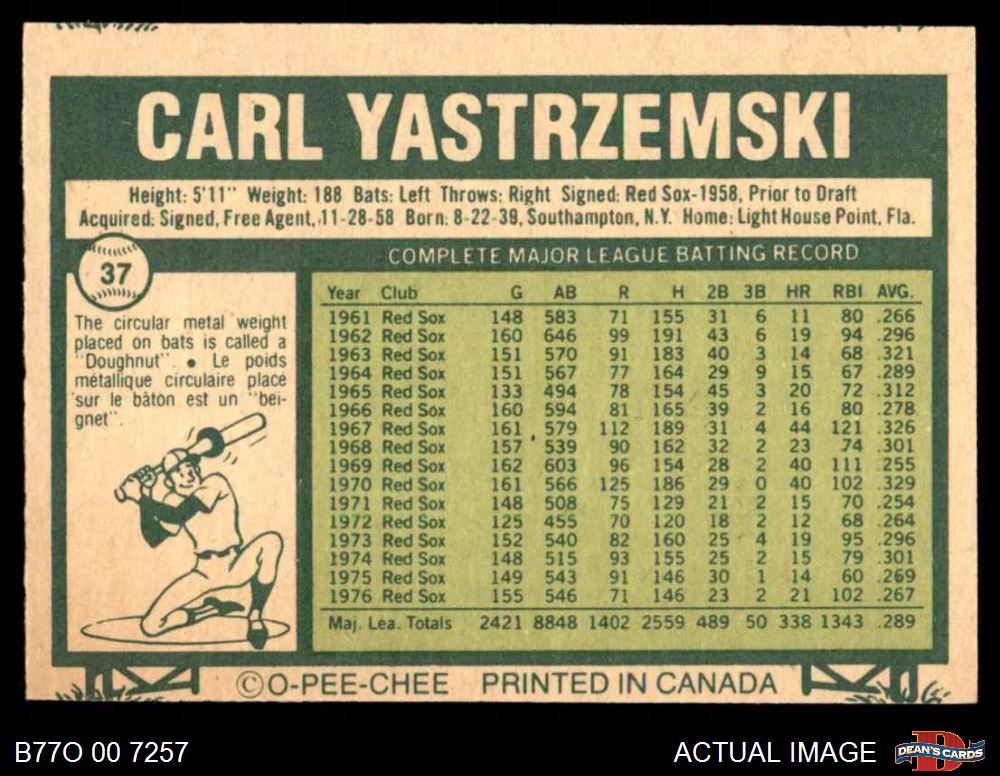 CARL YASTRZEMSKI
Height: 5'11" Weight: 188 Bats: Left Throws: Right Signed: Red Sox-1958, Prior to Draft
Acquired: Signed, Free Agent, 11-28-58 Born: 8-22-39, Southampton, N.Y. Home: Light House Point, Fla.
37
The circular metal weight
placed on bats is called a
"Doughnut". ● Le poids
métallique circulaire placé
sur le bâton est un "bei-
gnet".
COMPLETE MAJOR LEAGUE BATTING RECORD
Year Club G AB R H 2B 3B HR RBI AVG.
1961 Red Sox 148 583 71 155 31 6 11 80 .266
1962 Red Sox 160 646 99 191 43 6 19 94 .296
1963 Red Sox 151 570 91 183 40 3 14 68 .321
1964 Red Sox 151 567 77 164 29 9 15 67 .289
1965 Red Sox 133 494 78 154 45 3 20 72 .312
1966 Red Sox 160 594 81 165 39 2 16 80 .278
1967 Red Sox 161 579 112 189 31 4 44 121 .326
1968 Red Sox 157 539 90 162 32 2 23 74 .301
1969 Red Sox 162 603 96 154 28 2 40 111 .255
1970 Red Sox 161 566 125 186 29 0 40 102 .329
1971 Red Sox 148 508 75 129 21 2 15 70 .254
1972 Red Sox 125 455 70 120 18 2 12 68 .264
1973 Red Sox 152 540 82 160 25 4 19 95 .296
1974 Red Sox 148 515 93 155 25 2 15 79 .301
1975 Red Sox 149 543 91 146 30 1 14 60 .269
1976 Red Sox 155 546 71 146 23 2 21 102 .267
Maj. Lea. Totals 2421 8848 1402 2559 489 50 338 1343 .289
©O-PEE-CHEE PRINTED IN CANADA
B77O 00 7257
ACTUAL IMAGE
D
DEAN'S CARDS